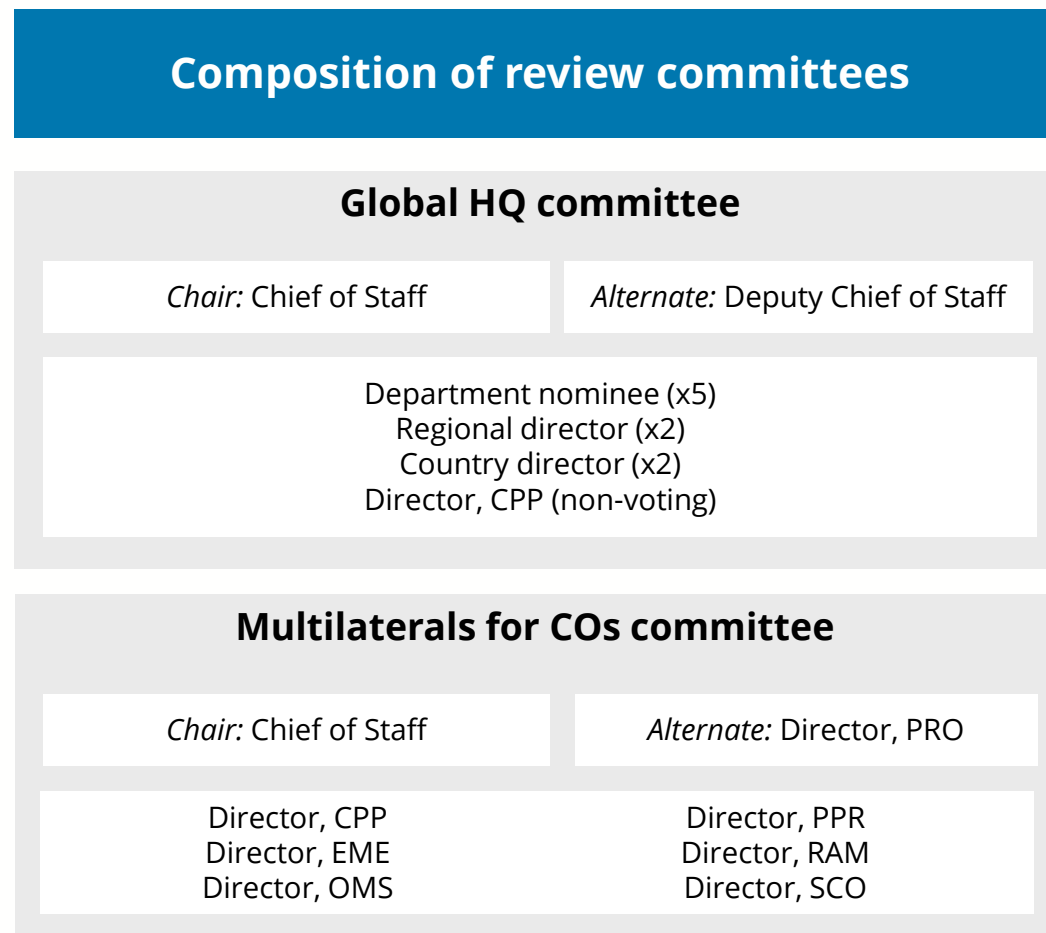 Composition of review committees
Global HQ committee
Chair: Chief of Staff
Alternate: Deputy Chief of Staff
Department nominee (x5)
Regional director (x2)
Country director (x2)
Director, CPP (non-voting)
Multilaterals for COs committee
Chair: Chief of Staff
Alternate: Director, PRO
Director, CPP
Director, EME
Director, OMS
Director, PPR
Director, RAM
Director, SCO